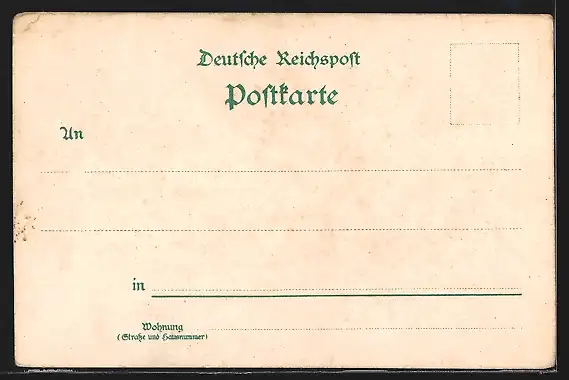 Deutſche Reichspoſt
Poſtkarte
An
in
Wohnung
(Straße und Hausnummer)